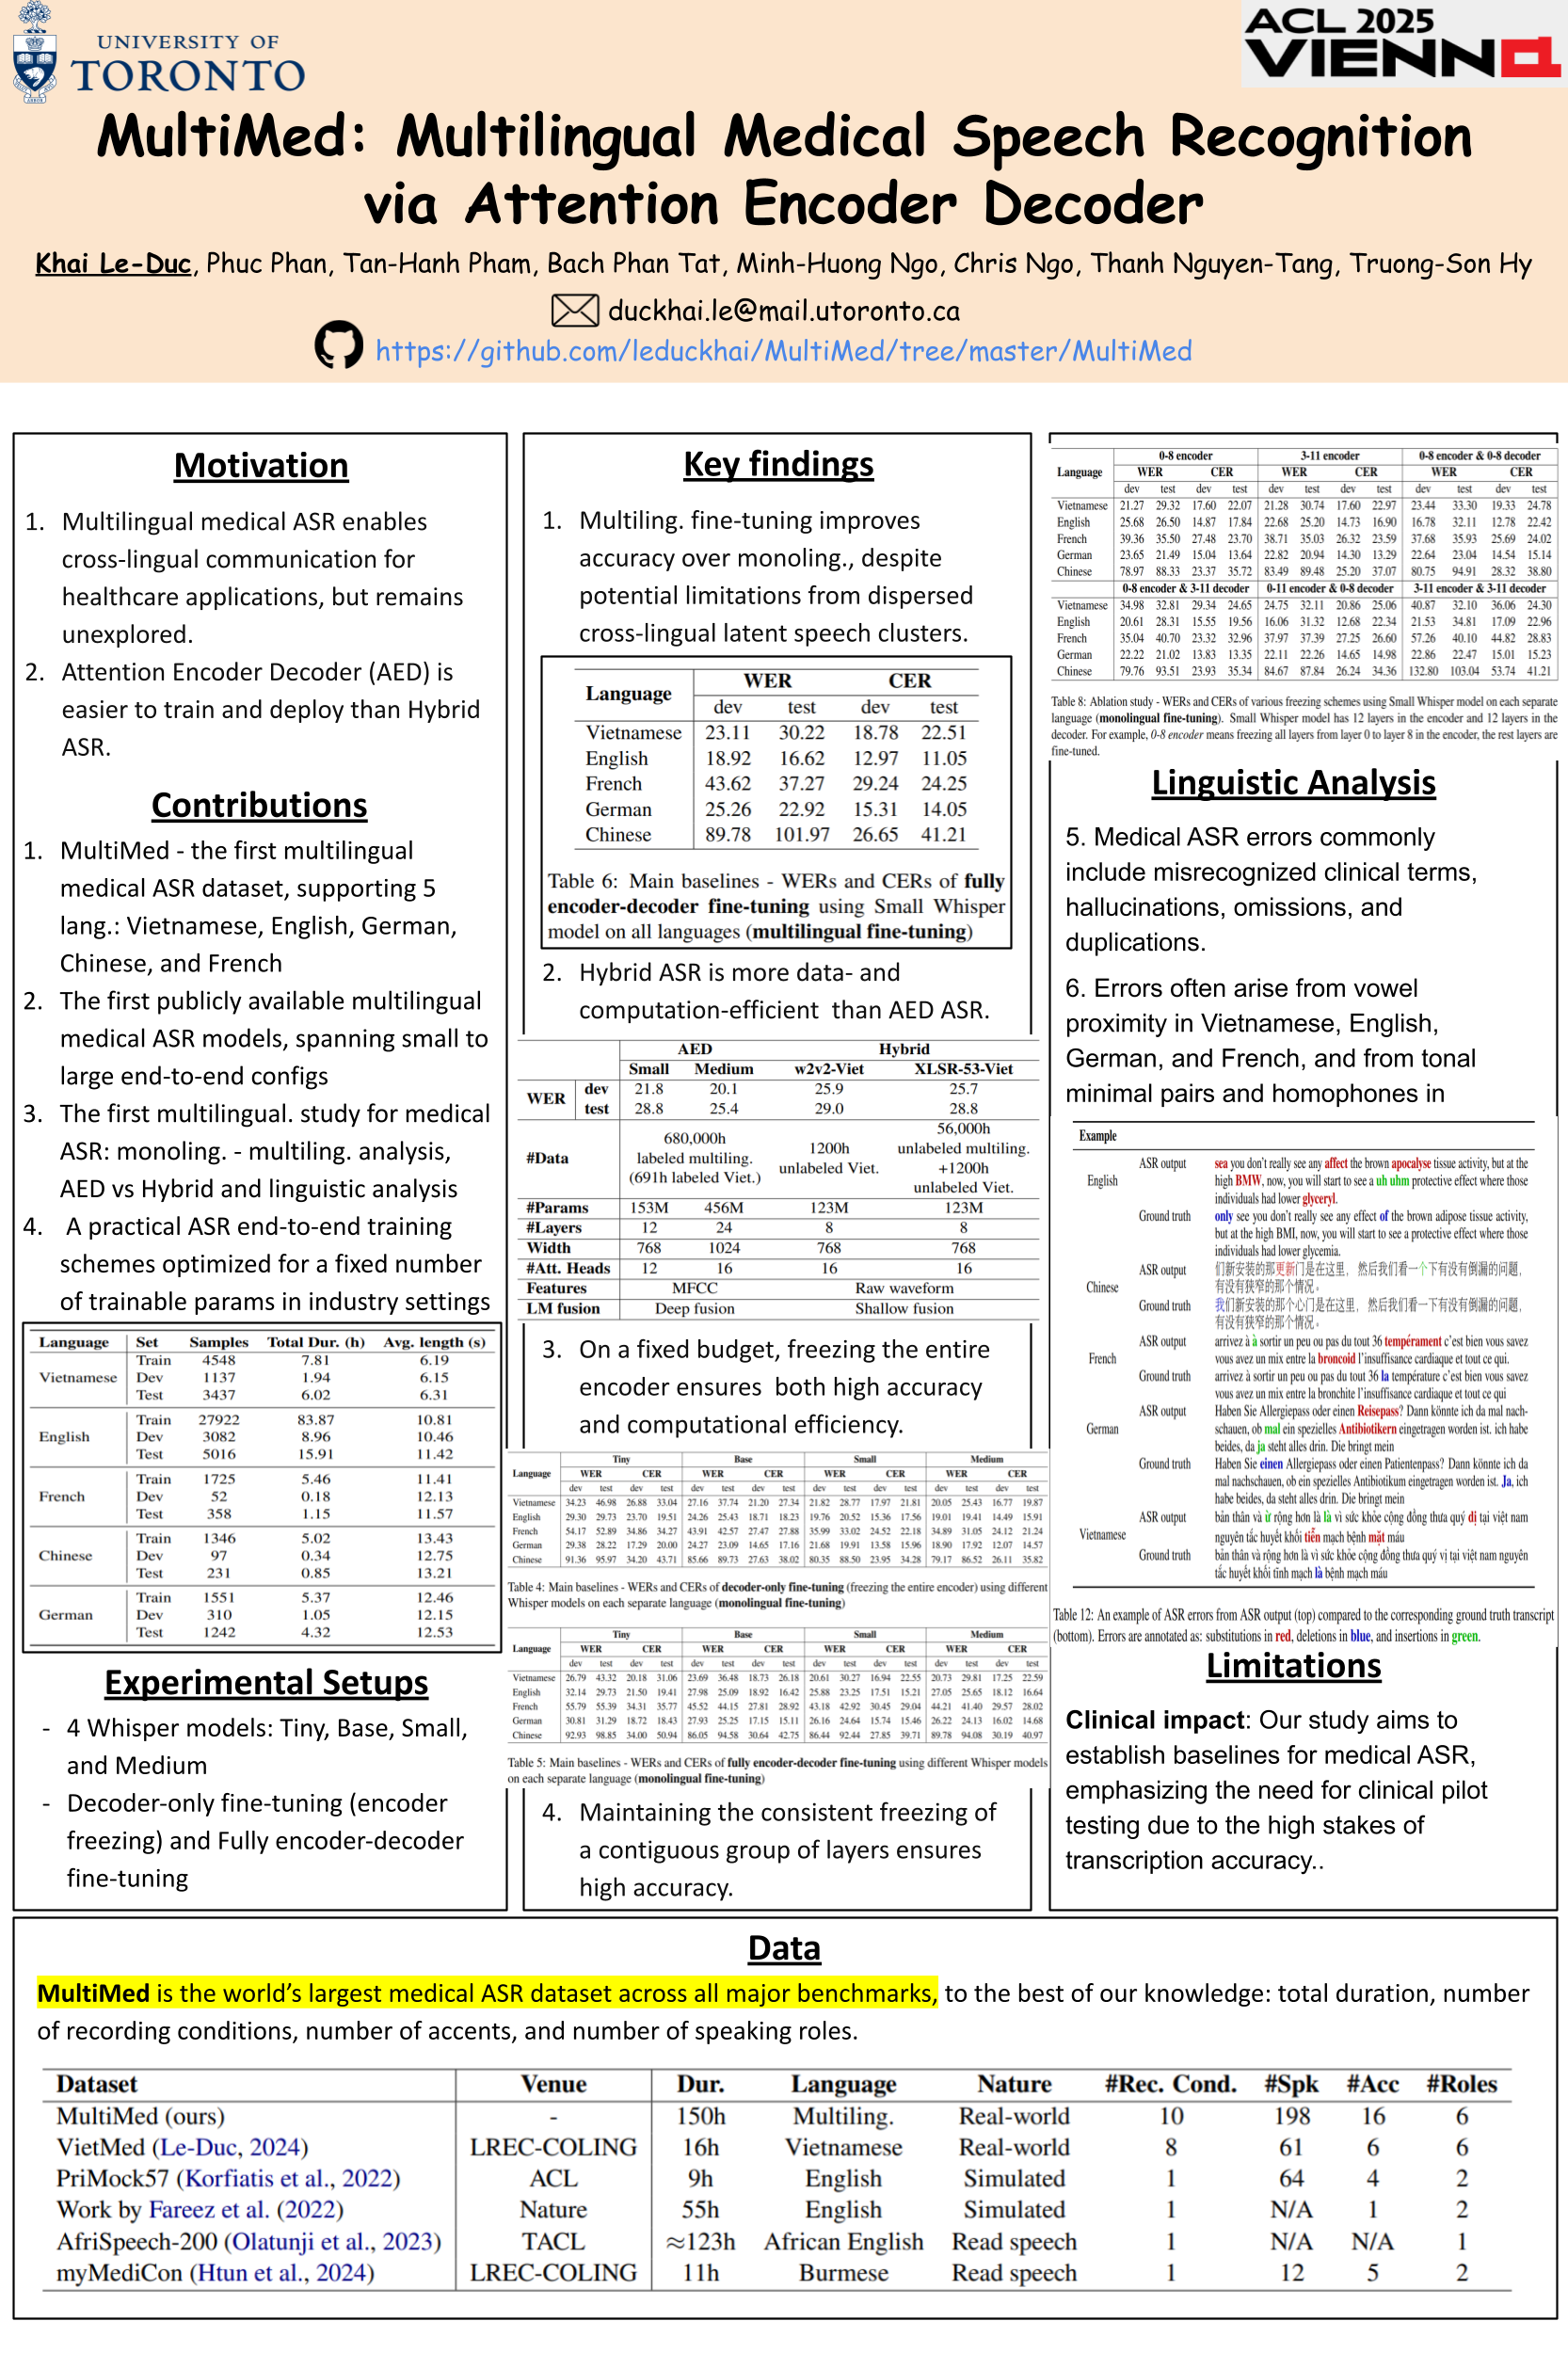 UNIVERSITY OF
TORONTO
ACL 2025
VIENNA
MultiMed: Multilingual Medical Speech Recognition
via Attention Encoder Decoder
Khai Le-Duc, Phuc Phan, Tan-Hanh Pham, Bach Phan Tat, Minh-Huong Ngo, Chris Ngo, Thanh Nguyen-Tang, Truong-Son Hy
duckhai.le@mail.utoronto.ca
https://github.com/leduckhai/MultiMed/tree/master/MultiMed
Motivation
1. Multilingual medical ASR enables
cross-lingual communication for
healthcare applications, but remains
unexplored.
2. Attention Encoder Decoder (AED) is
easier to train and deploy than Hybrid
ASR.
Contributions
1. MultiMed - the first multilingual
medical ASR dataset, supporting 5
lang.: Vietnamese, English, German,
Chinese, and French
2. The first publicly available multilingual
medical ASR models, spanning small to
large end-to-end configs
3. The first multilingual. study for medical
ASR: monoling. - multiling. analysis,
AED vs Hybrid and linguistic analysis
4. A practical ASR end-to-end training
schemes optimized for a fixed number
of trainable params in industry settings
Language Set Samples Total Dur. (h) Avg. length (s)
Train 4548 7.81 6.19
Vietnamese Dev 1137 1.94 6.15
Test 3437 6.02 6.31
Train 27922 83.87 10.81
English Dev 3082 8.96 10.46
Test 5016 15.91 11.42
Train 1725 5.46 11.41
French Dev 52 0.18 12.13
Test 358 1.15 11.57
Train 1346 5.02 13.43
Chinese Dev 97 0.34 12.75
Test 231 0.85 13.21
Train 1551 5.37 12.46
German Dev 310 1.05 12.15
Test 1242 4.32 12.53
Experimental Setups
- 4 Whisper models: Tiny, Base, Small,
and Medium
- Decoder-only fine-tuning (encoder
freezing) and Fully encoder-decoder
fine-tuning
Key findings
1. Multiling. fine-tuning improves
accuracy over monoling., despite
potential limitations from dispersed
cross-lingual latent speech clusters.
Language WER CER
dev test dev test
Vietnamese 23.11 30.22 18.78 22.51
English 18.92 16.62 12.97 11.05
French 43.62 37.27 29.24 24.25
German 25.26 22.92 15.31 14.05
Chinese 89.78 101.97 26.65 41.21
Table 6: Main baselines - WERs and CERs of fully
encoder-decoder fine-tuning using Small Whisper
model on all languages (multilingual fine-tuning)
2. Hybrid ASR is more data- and
computation-efficient than AED ASR.
AED Hybrid
Small Medium w2v2-Viet XLSR-53-Viet
WER dev 21.8 20.1 25.9 25.7
test 28.8 25.4 29.0 28.8
#Data 680,000h labeled multiling. (691h labeled Viet.) 1200h unlabeled Viet. 56,000h unlabeled multiling. +1200h unlabeled Viet.
#Params 153M 456M 123M 123M
#Layers 12 24 8 8
Width 768 1024 768 768
#Att. Heads 12 16 16 16
Features MFCC Raw waveform
LM fusion Deep fusion Shallow fusion
3. On a fixed budget, freezing the entire
encoder ensures both high accuracy
and computational efficiency.
Tiny Base Small Medium
Language WER CER WER CER WER CER WER CER
dev test dev test dev test dev test dev test dev test dev test dev test
Vietnamese 34.23 46.98 26.88 33.04 27.16 37.74 21.20 27.34 21.82 28.77 17.97 21.81 20.05 25.43 16.77 19.87
English 29.30 29.73 23.70 19.51 24.26 25.43 18.71 18.23 19.76 20.52 15.36 17.56 19.01 19.41 14.49 15.91
French 54.17 52.89 34.86 34.27 43.91 42.57 27.47 27.88 35.99 33.02 24.52 22.18 34.89 31.05 24.12 21.24
German 29.38 28.22 17.29 20.00 24.27 23.09 14.65 17.16 21.68 19.91 13.58 15.96 18.90 17.92 12.07 14.57
Chinese 91.36 95.97 34.20 43.71 85.66 89.73 27.63 38.02 80.35 88.50 23.95 34.28 79.17 86.52 26.11 35.82
Table 4: Main baselines - WERs and CERs of decoder-only fine-tuning (freezing the entire encoder) using different
Whisper models on each separate language (monolingual fine-tuning)
Tiny Base Small Medium
Language WER CER WER CER WER CER WER CER
dev test dev test dev test dev test dev test dev test dev test dev test
Vietnamese 26.79 43.32 20.18 31.06 23.69 36.48 18.73 26.18 20.61 30.27 16.94 22.55 20.73 29.81 17.25 22.59
English 32.14 29.73 21.50 19.41 27.98 25.09 18.92 16.42 25.88 23.25 17.51 15.21 27.05 25.65 18.12 16.64
French 55.79 55.39 34.31 35.77 45.52 44.15 27.81 28.92 43.18 42.92 30.45 29.04 44.21 41.40 29.57 28.02
German 30.81 31.29 18.72 18.43 27.93 25.25 17.15 15.11 26.16 24.64 15.74 15.46 26.22 24.13 16.02 14.68
Chinese 92.93 98.85 34.00 50.94 86.05 94.58 30.64 42.75 86.44 92.44 27.85 39.71 89.78 94.08 30.19 40.97
Table 5: Main baselines - WERs and CERs of fully encoder-decoder fine-tuning using different Whisper models
on each separate language (monolingual fine-tuning)
4. Maintaining the consistent freezing of
a contiguous group of layers ensures
high accuracy.
0-8 encoder 3-11 encoder 0-8 encoder & 0-8 decoder
Language WER CER WER CER WER CER
dev test dev test dev test dev test dev test dev test
Vietnamese 21.27 29.32 17.60 22.07 21.28 30.74 17.60 22.97 23.44 33.30 19.33 24.78
English 25.68 26.50 14.87 17.84 22.68 25.20 14.73 16.90 16.78 32.11 12.78 22.42
French 39.36 35.50 27.48 23.70 38.71 35.03 26.32 23.59 37.68 35.93 25.69 24.02
German 23.65 21.49 15.04 13.64 22.82 20.94 14.30 13.29 22.64 23.04 14.54 15.14
Chinese 78.97 88.33 23.37 35.72 83.49 89.48 25.20 37.07 80.75 94.91 28.32 38.80
0-8 encoder & 3-11 decoder 0-11 encoder & 0-8 decoder 3-11 encoder & 3-11 decoder
Vietnamese 34.98 32.81 29.34 24.65 24.75 32.11 20.86 25.06 40.87 32.10 36.06 24.30
English 20.61 28.31 15.55 19.56 16.06 31.32 12.68 22.34 21.53 34.81 17.09 22.96
French 35.04 40.70 23.32 32.96 37.97 37.39 27.25 26.60 57.26 40.10 44.82 28.83
German 22.22 21.02 13.83 13.35 22.11 22.26 14.65 14.98 22.86 22.47 15.01 15.23
Chinese 79.76 93.51 23.93 35.34 84.67 87.84 26.24 34.36 132.80 103.04 53.74 41.21
Table 8: Ablation study - WERs and CERs of various freezing schemes using Small Whisper model on each separate
language (monolingual fine-tuning). Small Whisper model has 12 layers in the encoder and 12 layers in the
decoder. For example, 0-8 encoder means freezing all layers from layer 0 to layer 8 in the encoder, the rest layers are
fine-tuned.
Linguistic Analysis
5. Medical ASR errors commonly
include misrecognized clinical terms,
hallucinations, omissions, and
duplications.
6. Errors often arise from vowel
proximity in Vietnamese, English,
German, and French, and from tonal
minimal pairs and homophones in
Example
English ASR output sea you don't really see any affect the brown apocalypse tissue activity, but at the
high BMW, now, you will start to see a uh uhm protective effect where those
individuals had lower glyceryl.
Ground truth only see you don't really see any effect of the brown adipose tissue activity,
but at the high BMI, now, you will start to see a protective effect where those
individuals had lower glycemia.
Chinese ASR output 们新安装的那更新门是在这里, 然后我们看一个下有没有倒漏的问题,
有没有狭窄的那个情况。
Ground truth 我们新安装的那个心门是在这里, 然后我们看一下有没有倒漏的问题,
有没有狭窄的那个情况。
French ASR output arrivez à à sortir un peu ou pas du tout 36 tempérament c'est bien vous savez
vous avez un mix entre la broncoid l'insuffisance cardiaque et tout ce qui.
Ground truth arrivez à sortir un peu ou pas du tout 36 la température c'est bien vous savez
vous avez un mix entre la bronchite l'insuffisance cardiaque et tout ce qui
German ASR output Haben Sie Allergiepass oder einen Reisepass? Dann könnte ich da mal nach-
schauen, ob mal ein spezielles Antibiotikern eingetragen worden ist. ich habe
beides, da ja steht alles drin. Die bringt mein
Ground truth Haben Sie einen Allergiepass oder einen Patientenpass? Dann könnte ich da
mal nachschauen, ob ein spezielles Antibiotikum eingetragen worden ist. Ja, ich
habe beides, da steht alles drin. Die bringt mein
Vietnamese ASR output bản thân và ừ rộng hơn là là vì sức khỏe cộng đồng thưa quý dị tại việt nam
nguyên tắc huyết khối tiễn mạch bệnh mặt máu
Ground truth bản thân và rộng hơn là vì sức khỏe cộng đồng thưa quý vị tại việt nam nguyên
tắc huyết khối tĩnh mạch là bệnh mạch máu
Table 12: An example of ASR errors from ASR output (top) compared to the corresponding ground truth transcript
(bottom). Errors are annotated as: substitutions in red, deletions in blue, and insertions in green.
Limitations
Clinical impact: Our study aims to
establish baselines for medical ASR,
emphasizing the need for clinical pilot
testing due to the high stakes of
transcription accuracy..
Data
MultiMed is the world's largest medical ASR dataset across all major benchmarks, to the best of our knowledge: total duration, number
of recording conditions, number of accents, and number of speaking roles.
Dataset Venue Dur. Language Nature #Rec. Cond. #Spk #Acc #Roles
MultiMed (ours) - 150h Multiling. Real-world 10 198 16 6
VietMed (Le-Duc, 2024) LREC-COLING 16h Vietnamese Real-world 8 61 6 6
PriMock57 (Korfiatis et al., 2022) ACL 9h English Simulated 1 64 4 2
Work by Fareez et al. (2022) Nature 55h English Simulated 1 N/A 1 2
AfriSpeech-200 (Olatunji et al., 2023) TACL ≈123h African English Read speech 1 N/A N/A 1
myMediCon (Htun et al., 2024) LREC-COLING 11h Burmese Read speech 1 12 5 2